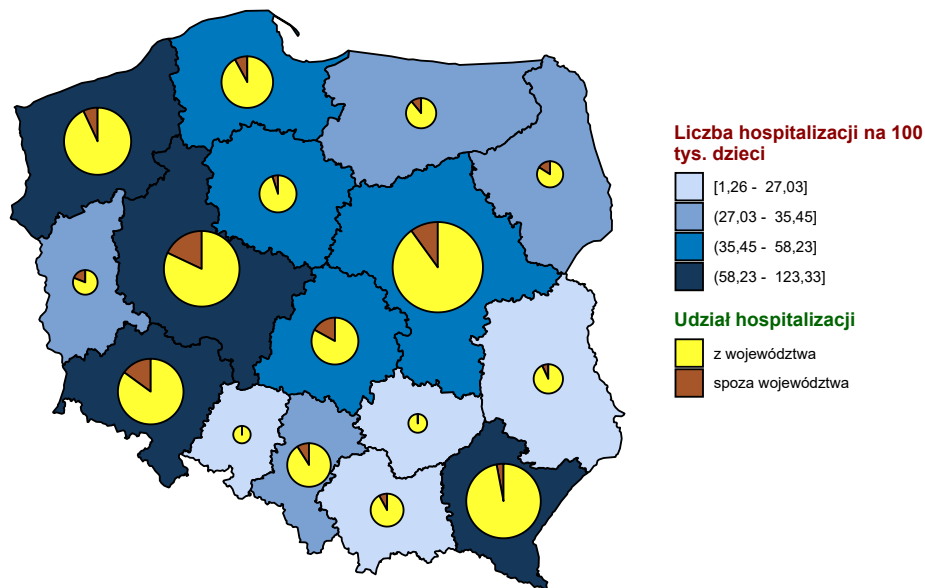 Liczba hospitalizacji na 100
tys. dzieci
[1,26 - 27,03]
(27,03 - 35,45]
(35,45 - 58,23]
(58,23 - 123,33]
Udział hospitalizacji
z województwa
spoza województwa